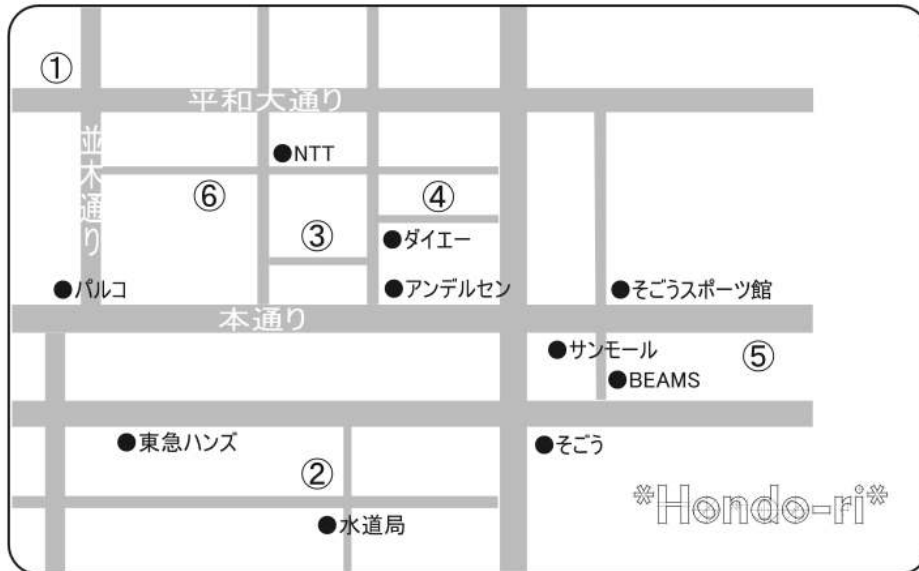 ①
平和大通り
並木通り
●NTT
⑥
④
③
●ダイエー
●パルコ
●アンデルセン
●そごうスポーツ館
本通り
●サンモール
⑤
●BEAMS
●東急ハンズ
●そごう
②
*Hondo-ri*
●水道局